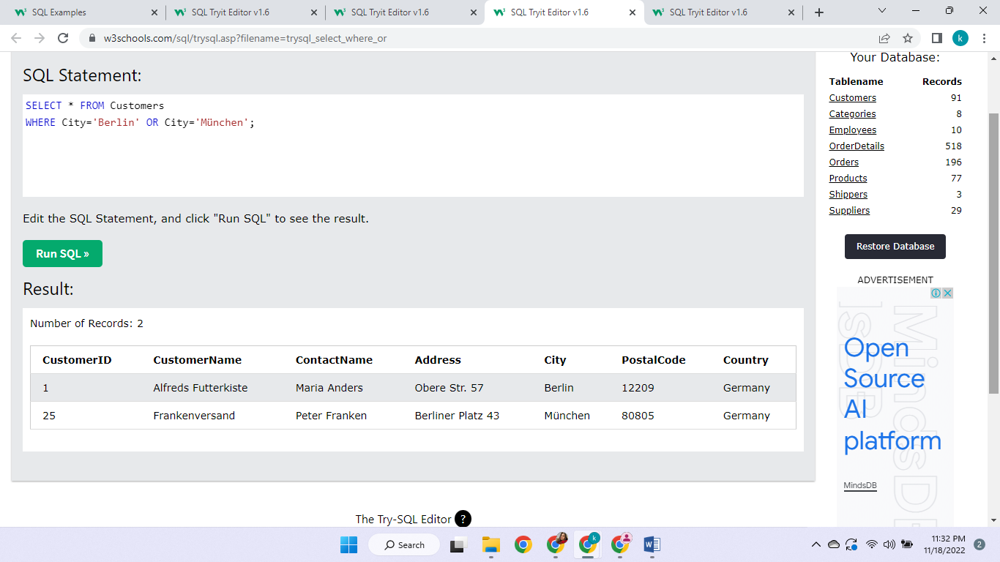 SQL Examples
SQL Tryit Editor v1.6
SQL Tryit Editor v1.6
SQL Tryit Editor v1.6
SQL Tryit Editor v1.6
w3schools.com/sql/trysql.asp?filename=trysql_select_where_or
k
SQL Statement:
SELECT * FROM Customers
WHERE City='Berlin' OR City='München';
Edit the SQL Statement, and click "Run SQL" to see the result.
Run SQL »
Result:
Number of Records: 2
CustomerID CustomerName ContactName Address City PostalCode Country
1 Alfreds Futterkiste Maria Anders Obere Str. 57 Berlin 12209 Germany
25 Frankenversand Peter Franken Berliner Platz 43 München 80805 Germany
The Try-SQL Editor ?
Your Database:
Tablename Records
Customers 91
Categories 8
Employees 10
OrderDetails 518
Orders 196
Products 77
Shippers 3
Suppliers 29
Restore Database
ADVERTISEMENT
MindsDB
Open
Source
AI
platform
MindsDB
Search
k
11:32 PM
11/18/2022
2